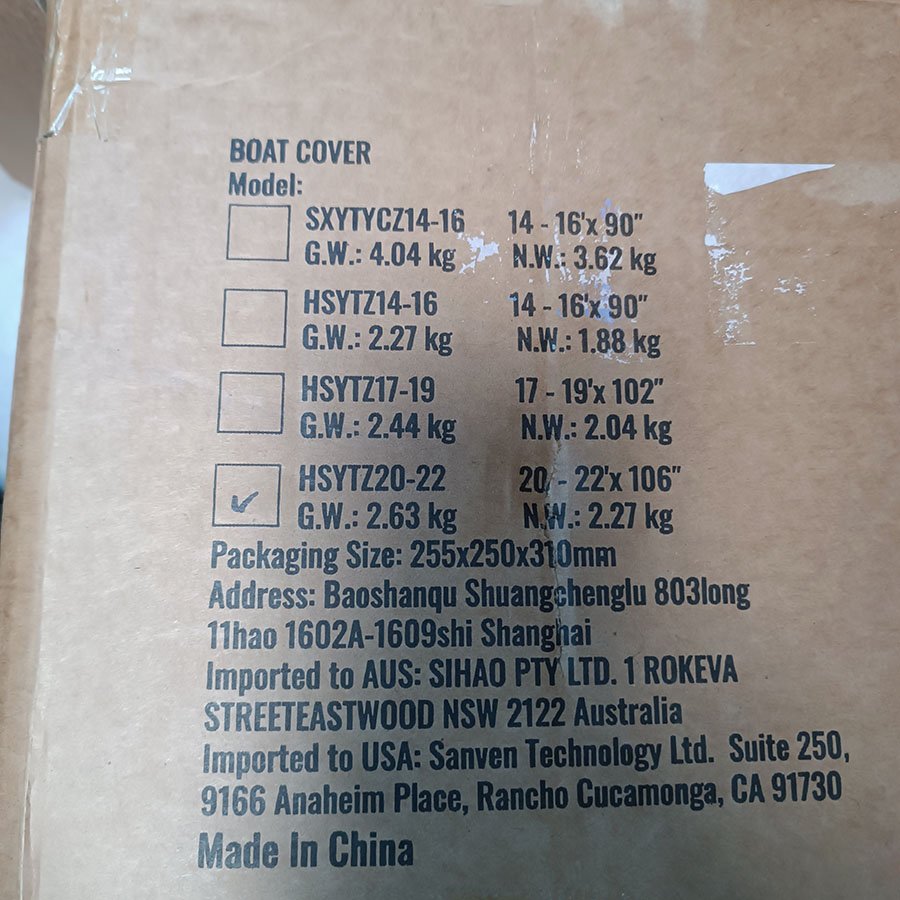 BOAT COVER
Model:
SXYTYCZ14-16 14 - 16'x 90"
G.W.: 4.04 kg N.W.: 3.62 kg
HSYTZ14-16 14 - 16'x 90"
G.W.: 2.27 kg N.W.: 1.88 kg
HSYTZ17-19 17 - 19'x 102"
G.W.: 2.44 kg N.W.: 2.04 kg
HSYTZ20-22 20 - 22'x 106"
G.W.: 2.63 kg N.W.: 2.27 kg
Packaging Size: 255x250x310mm
Address: Baoshanqu Shuangchenglu 803long
11hao 1602A-1609shi Shanghai
Imported to AUS: SIHAO PTY LTD. 1 ROKEVA
STREETEASTWOOD NSW 2122 Australia
Imported to USA: Sanven Technology Ltd. Suite 250,
9166 Anaheim Place, Rancho Cucamonga, CA 91730
Made In China